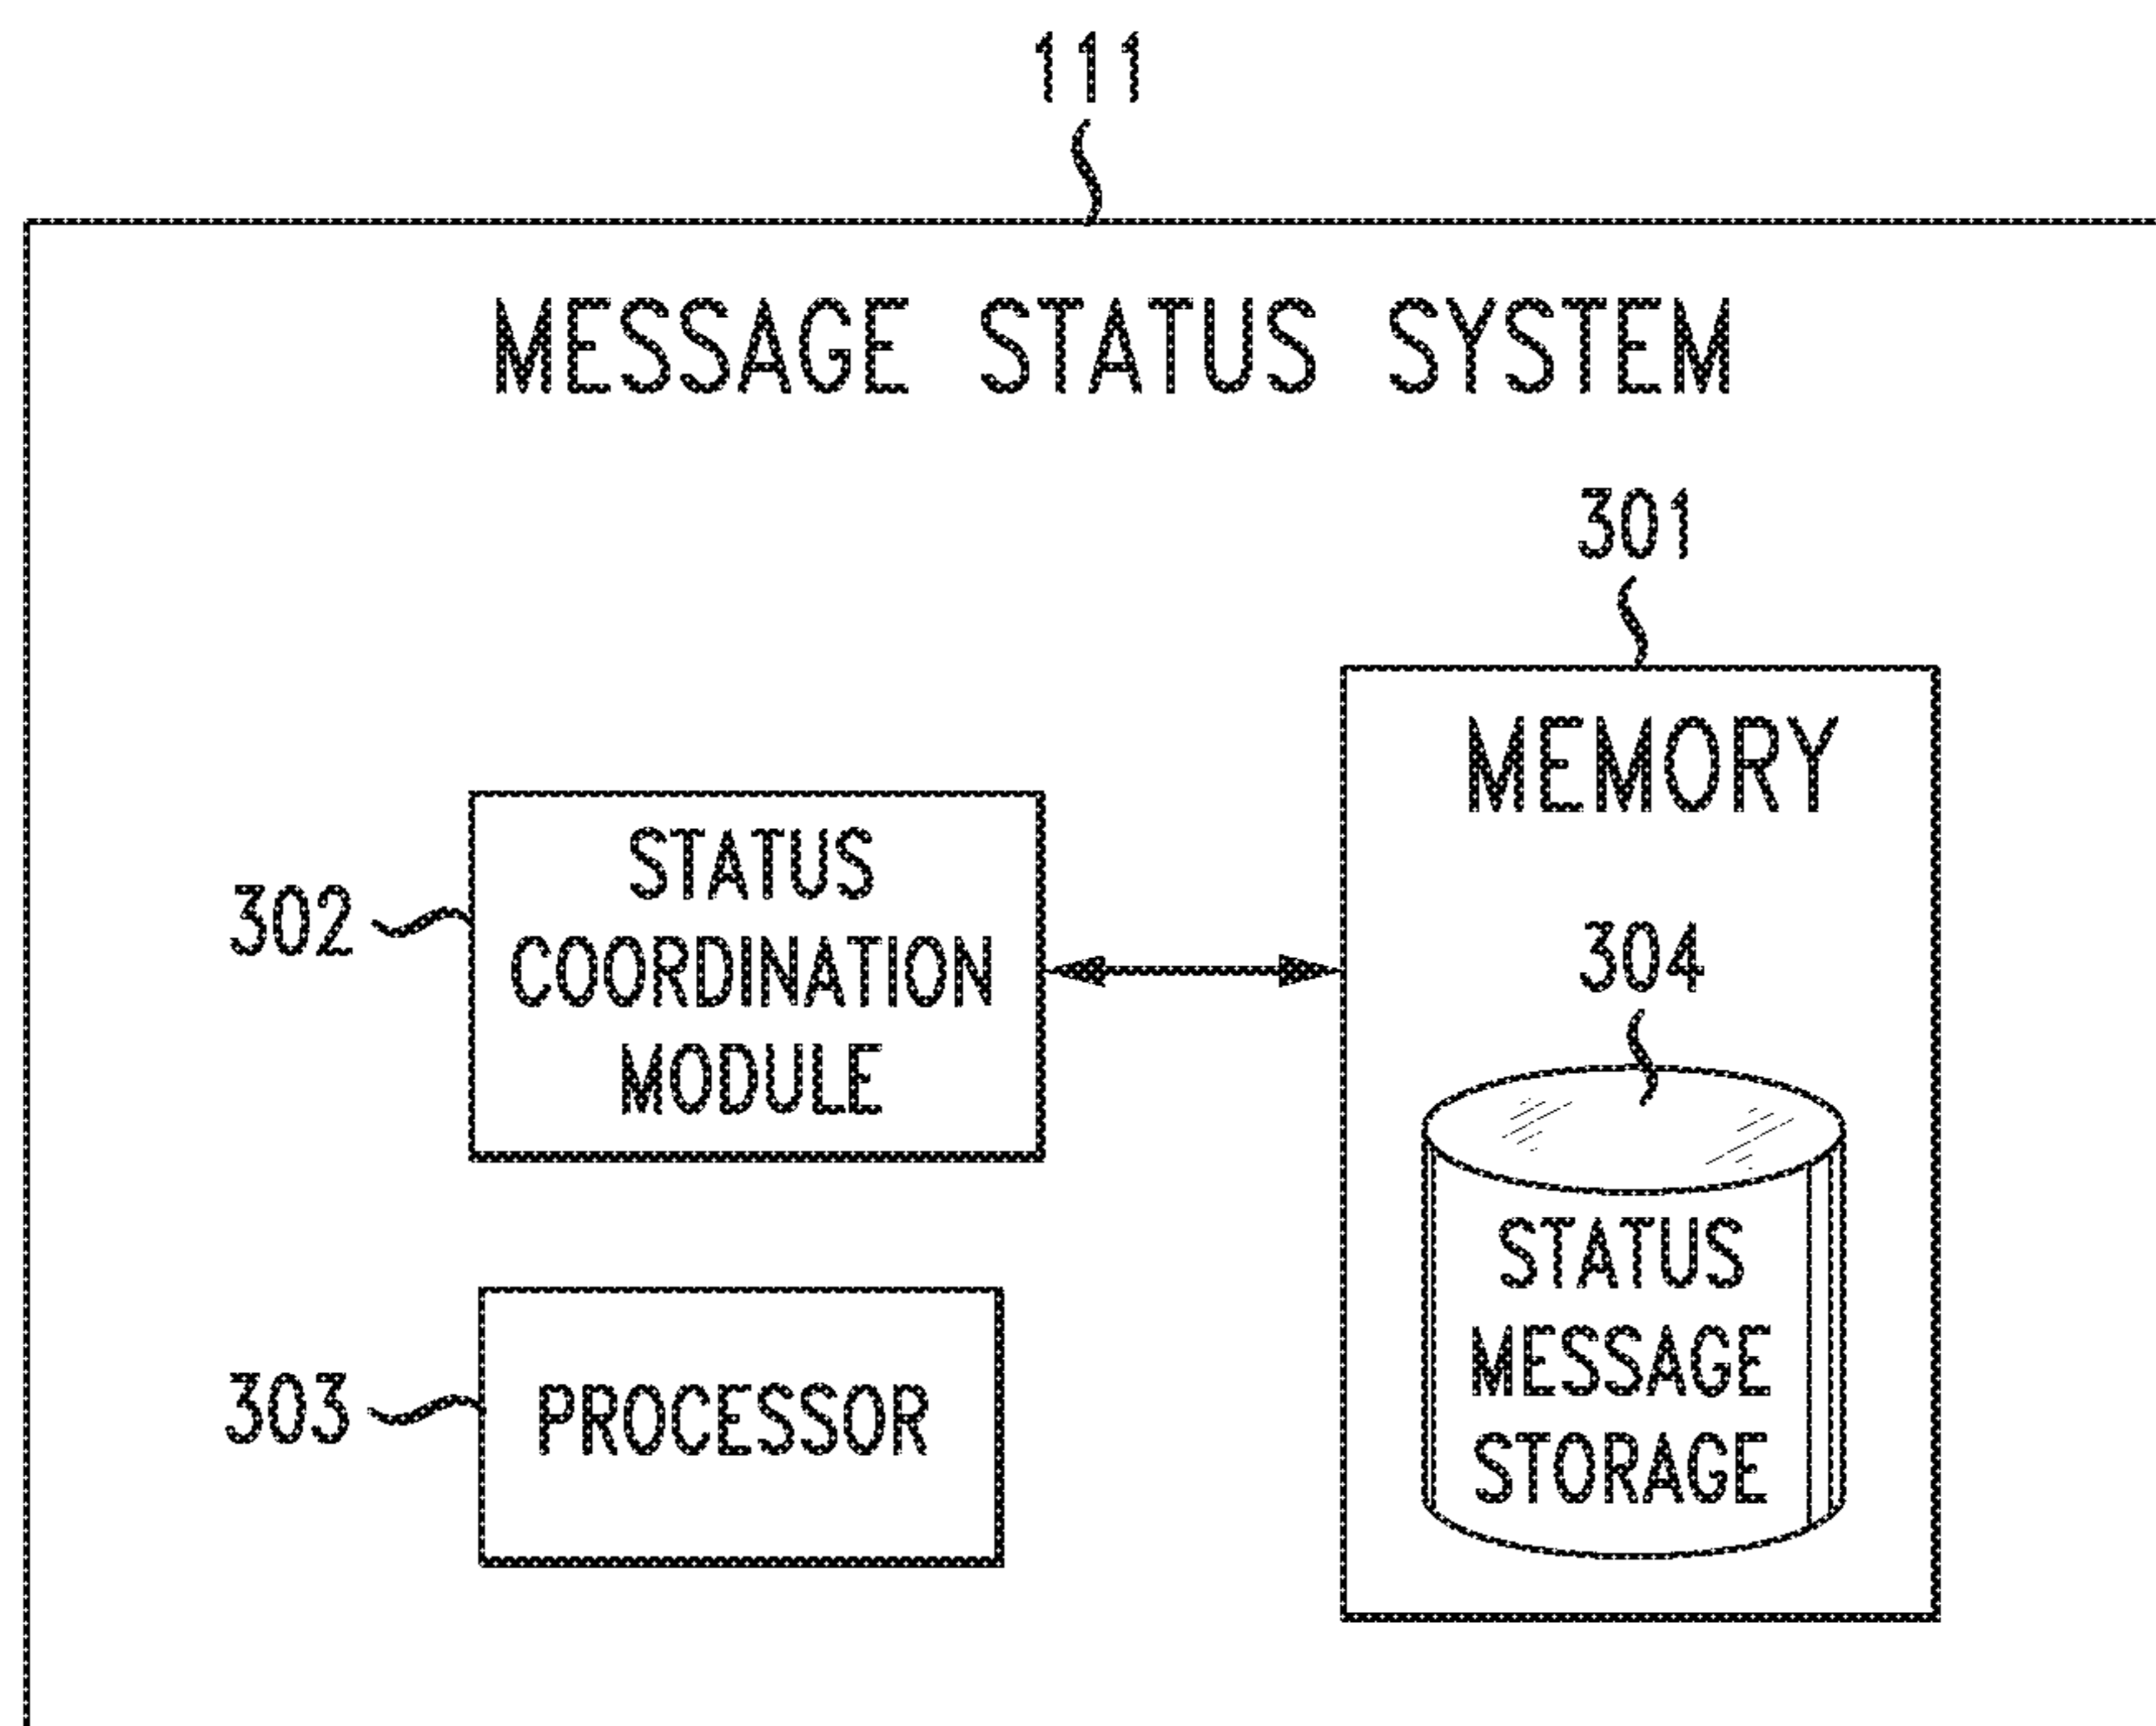 111
MESSAGE STATUS SYSTEM
301
MEMORY
302
STATUS
COORDINATION
MODULE
304
STATUS
MESSAGE
STORAGE
303
PROCESSOR